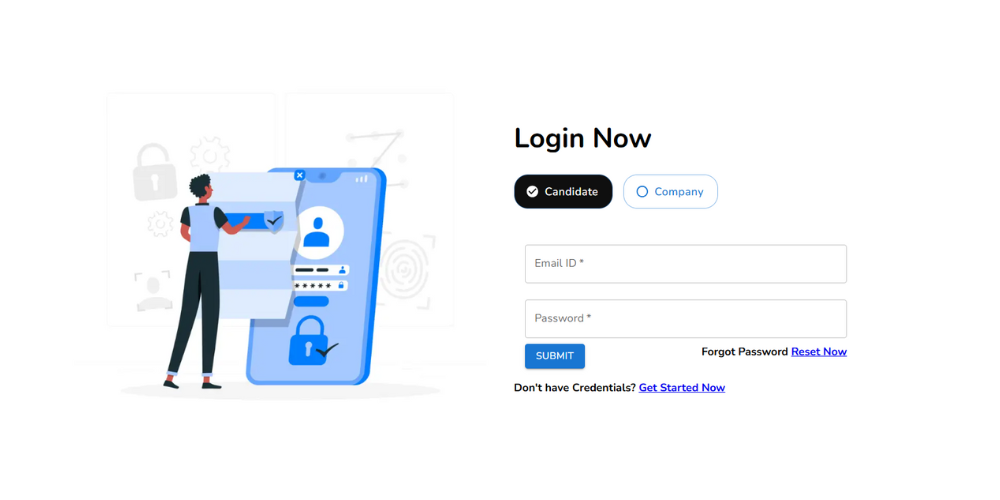 Login Now
Candidate
Company
Email ID *
*****
Password *
SUBMIT
Forgot Password Reset Now
Don't have Credentials? Get Started Now